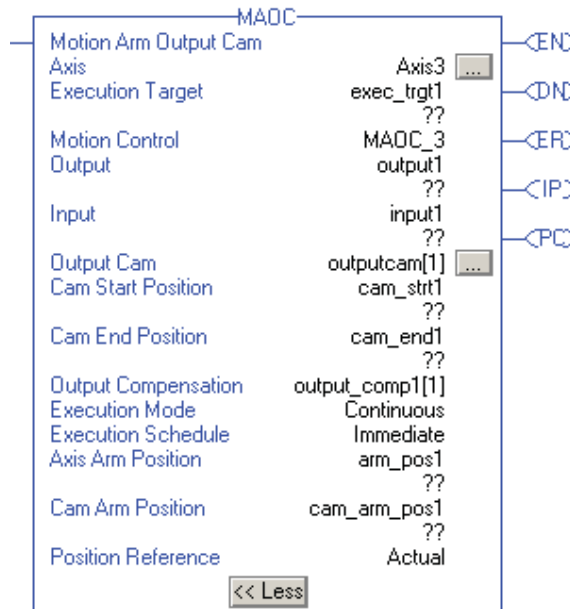 MAOC
Motion Arm Output Cam
EN
Axis Axis3 ...
Execution Target exec_trgt1
DN
??
Motion Control MAOC_3
ER
Output output1
??
IP
Input input1
??
PC
Output Cam outputcam[1] ...
Cam Start Position cam_strt1
??
Cam End Position cam_end1
??
Output Compensation output_comp1[1]
Execution Mode Continuous
Execution Schedule Immediate
Axis Arm Position arm_pos1
??
Cam Arm Position cam_arm_pos1
??
Position Reference Actual
<< Less